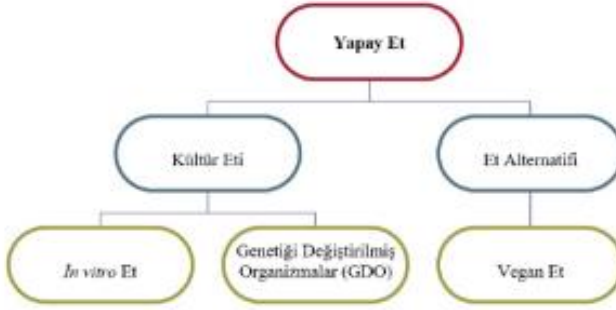 Yapay Et
Kültür Eti
Et Alternatifi
İn vitro Et
Genetiği Değiştirilmiş
Organizmalar (GDO)
Vegan Et